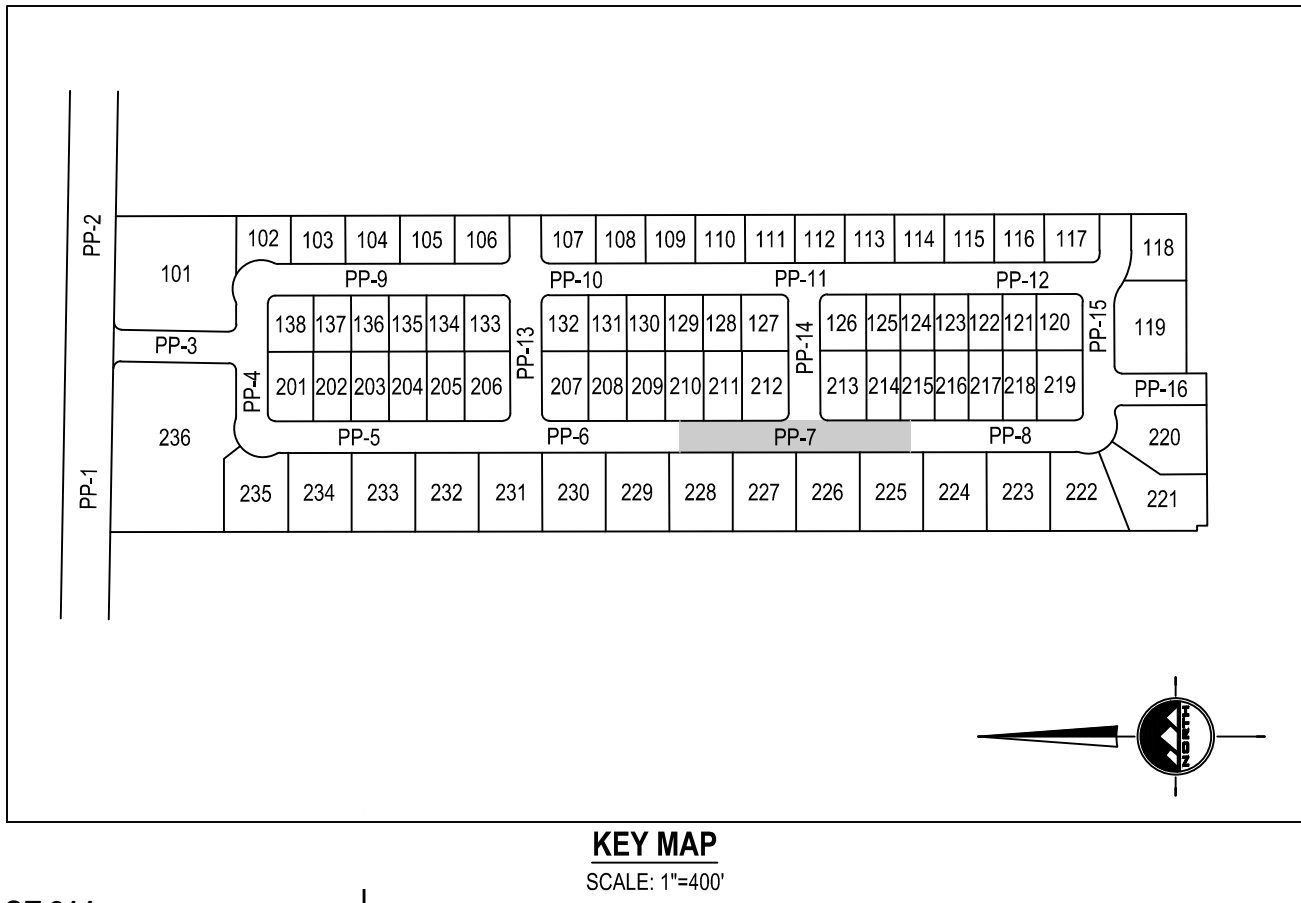 PP-2
102 103 104 105 106 107 108 109 110 111 112 113 114 115 116 117 118
101
PP-9 PP-10 PP-11 PP-12
138 137 136 135 134 133 132 131 130 129 128 127 126 125 124 123 122 121 120 119
PP-3 PP-13 PP-14 PP-15
PP-4
201 202 203 204 205 206 207 208 209 210 211 212 213 214 215 216 217 218 219
PP-16
236
PP-5 PP-6 PP-7 PP-8
220
PP-1
235 234 233 232 231 230 229 228 227 226 225 224 223 222 221
NORTH
KEY MAP
SCALE: 1"=400'